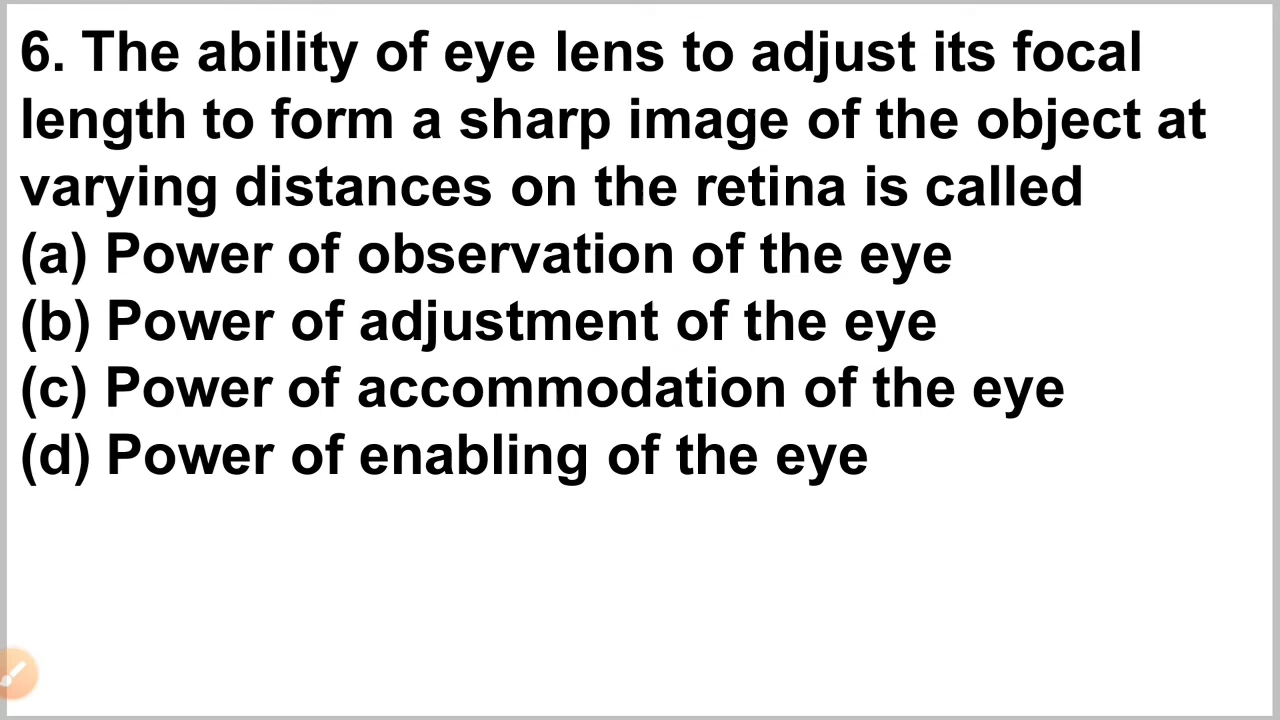 6. The ability of eye lens to adjust its focal
length to form a sharp image of the object at
varying distances on the retina is called
(a) Power of observation of the eye
(b) Power of adjustment of the eye
(c) Power of accommodation of the eye
(d) Power of enabling of the eye